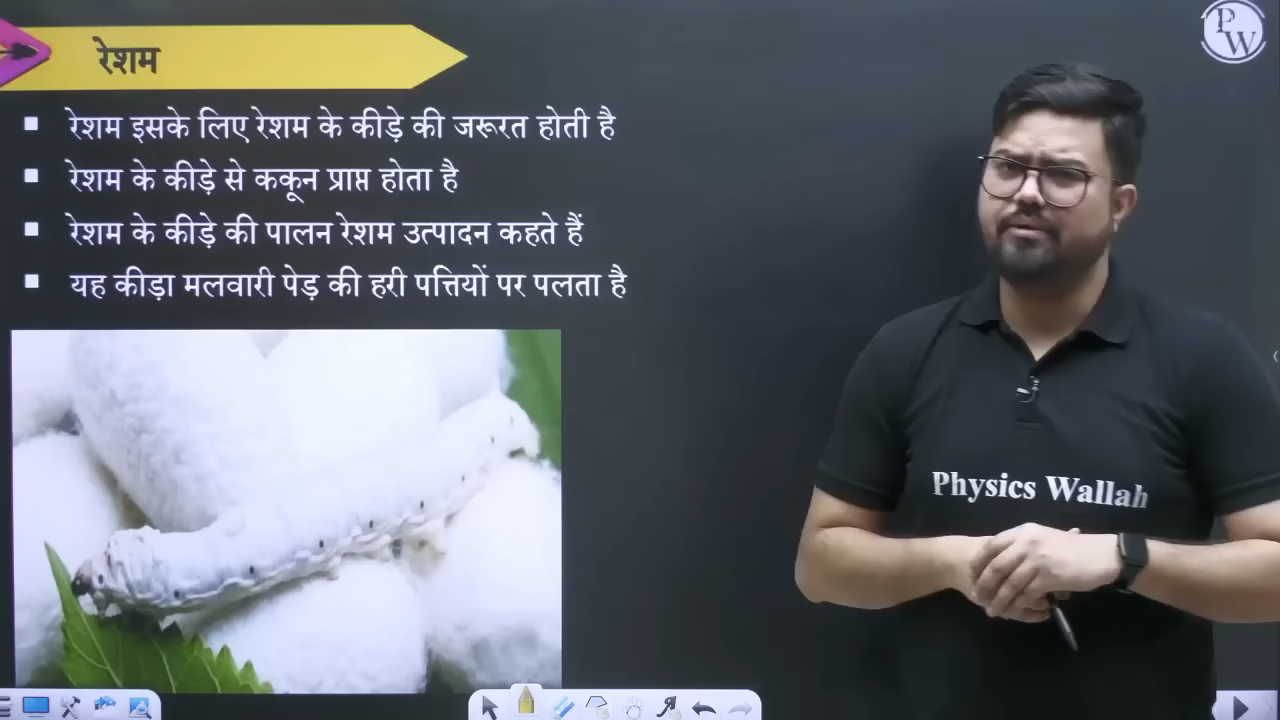 रेशम
रेशम इसके लिए रेशम के कीड़े की जरूरत होती है
रेशम के कीड़े से ककून प्राप्त होता है
रेशम के कीड़े की पालन रेशम उत्पादन कहते हैं
यह कीड़ा मलवारी पेड़ की हरी पत्तियों पर पलता है
PW
Physics Wallah